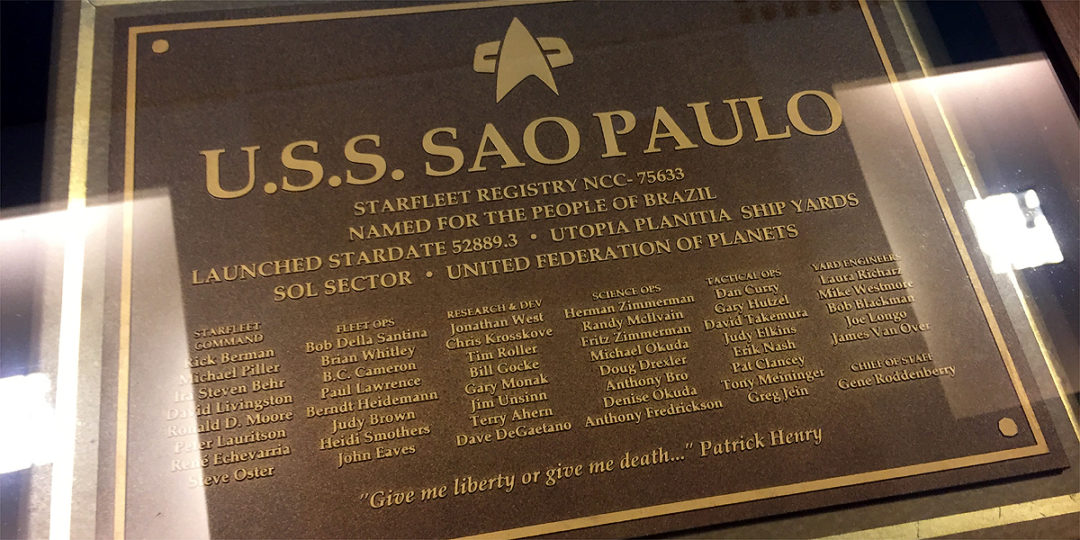 U.S.S. SAO PAULO
STARFLEET REGISTRY NCC- 75633
NAMED FOR THE PEOPLE OF BRAZIL
LAUNCHED STARDATE 52889.3 • UTOPIA PLANITIA SHIP YARDS
SOL SECTOR • UNITED FEDERATION OF PLANETS
STARFLEET
COMMAND
Rick Berman
Michael Piller
Ira Steven Behr
David Livingston
Ronald D. Moore
Peter Lauritson
René Echevarria
Steve Oster
FLEET OPS
Bob Della Santina
Brian Whitley
B.C. Cameron
Paul Lawrence
Berndt Heidemann
Judy Brown
Heidi Smothers
John Eaves
RESEARCH & DEV
Jonathan West
Chris Krosskove
Tim Roller
Bill Gocke
Gary Monak
Jim Unsinn
Terry Ahern
Dave DeGaetano
SCIENCE OPS
Herman Zimmerman
Randy McIlvain
Fritz Zimmerman
Michael Okuda
Doug Drexler
Anthony Bro
Denise Okuda
Anthony Fredrickson
TACTICAL OPS
Dan Curry
Gary Hutzel
David Takemura
Judy Elkins
Erik Nash
Pat Clancey
Tony Meininger
Greg Jein
YARD ENGINEERS
Laura Richarz
Mike Westmore
Bob Blackman
Joe Longo
James Van Over
CHIEF OF STAFF
Gene Roddenberry
"Give me liberty or give me death..." Patrick Henry